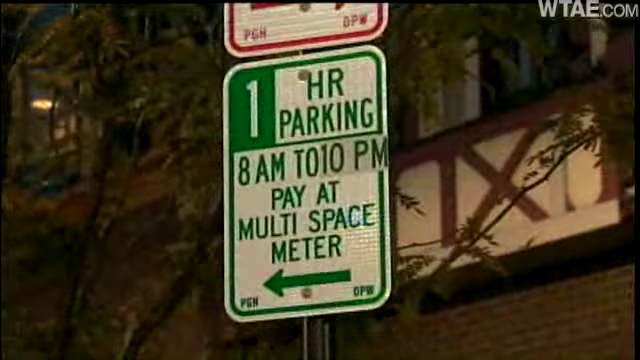 WTAE.COM
PGH DPW
1 HR
PARKING
8 AM TO 10 PM
PAY AT
MULTI SPACE
METER
PGH DPW